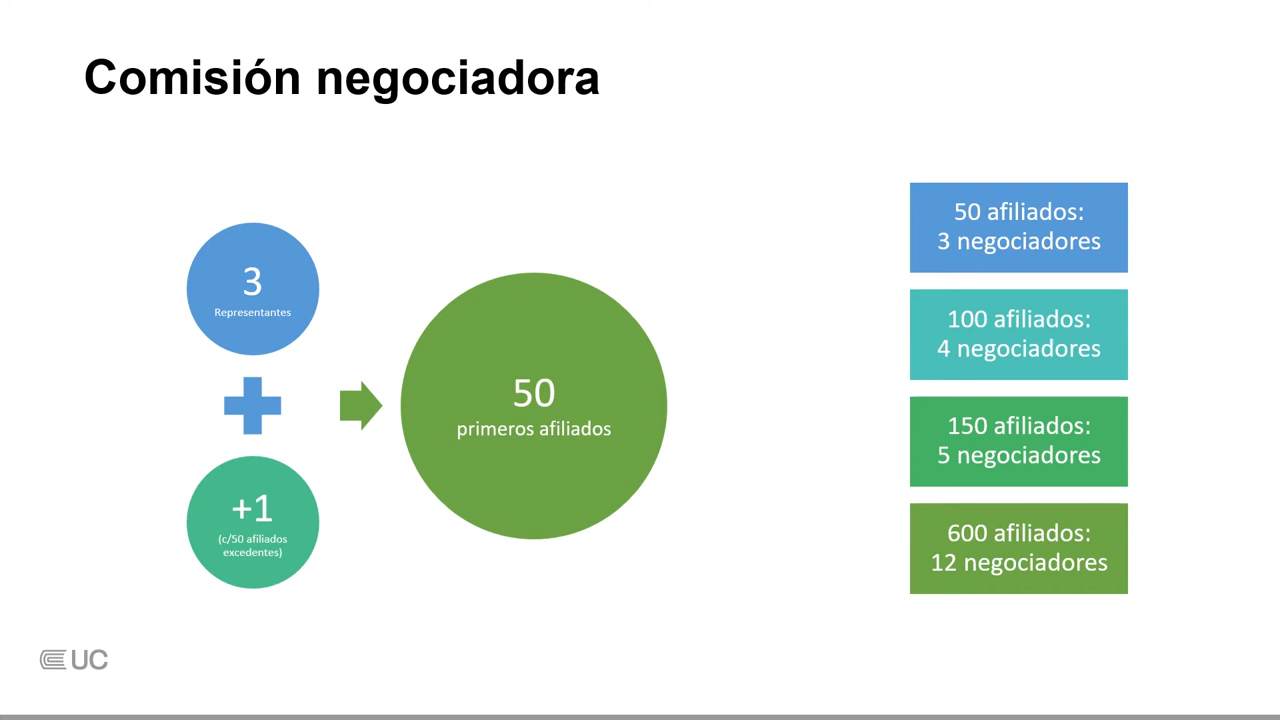 Comisión negociadora
3
Representantes
+1
(c/50 afiliados
excedentes)
50
primeros afiliados
50 afiliados:
3 negociadores
100 afiliados:
4 negociadores
150 afiliados:
5 negociadores
600 afiliados:
12 negociadores
UC